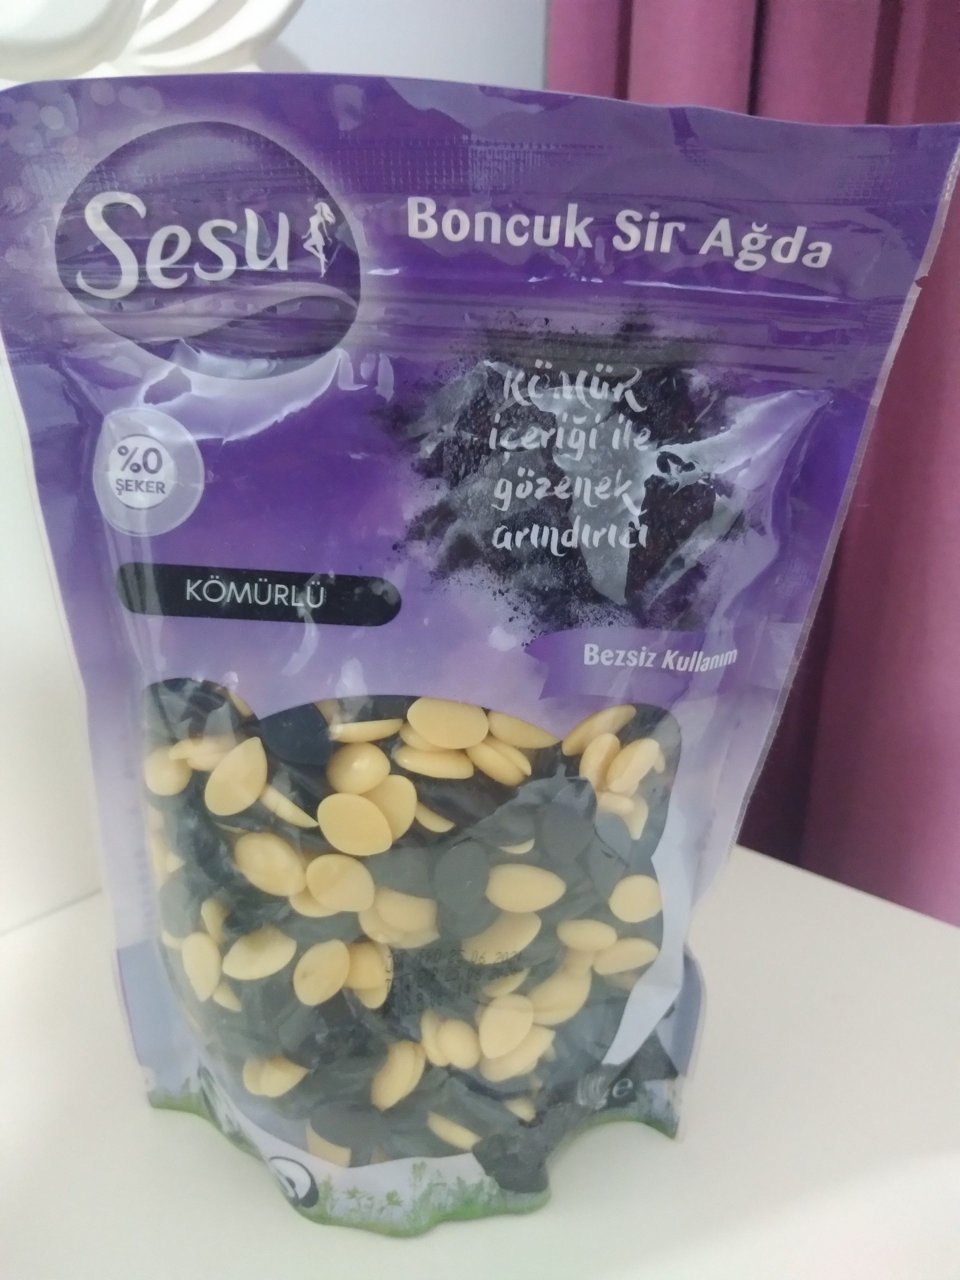 Sesu
Boncuk Sir Ağda
Kömür
içeriği ile
gözenek
arındırıcı
%0
ŞEKER
KÖMÜRLÜ
Bezsiz Kullanım
e